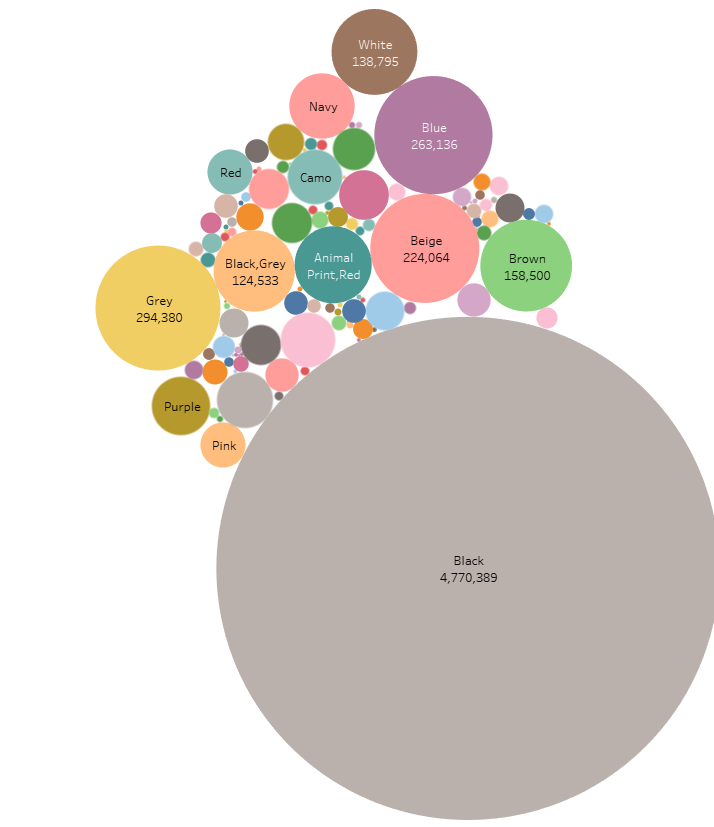 White
138,795
Navy
Blue
263,136
Red
Camo
Beige
224,064
Brown
158,500
Black,Grey
124,533
Animal
Print,Red
Grey
294,380
Purple
Pink
Black
4,770,389